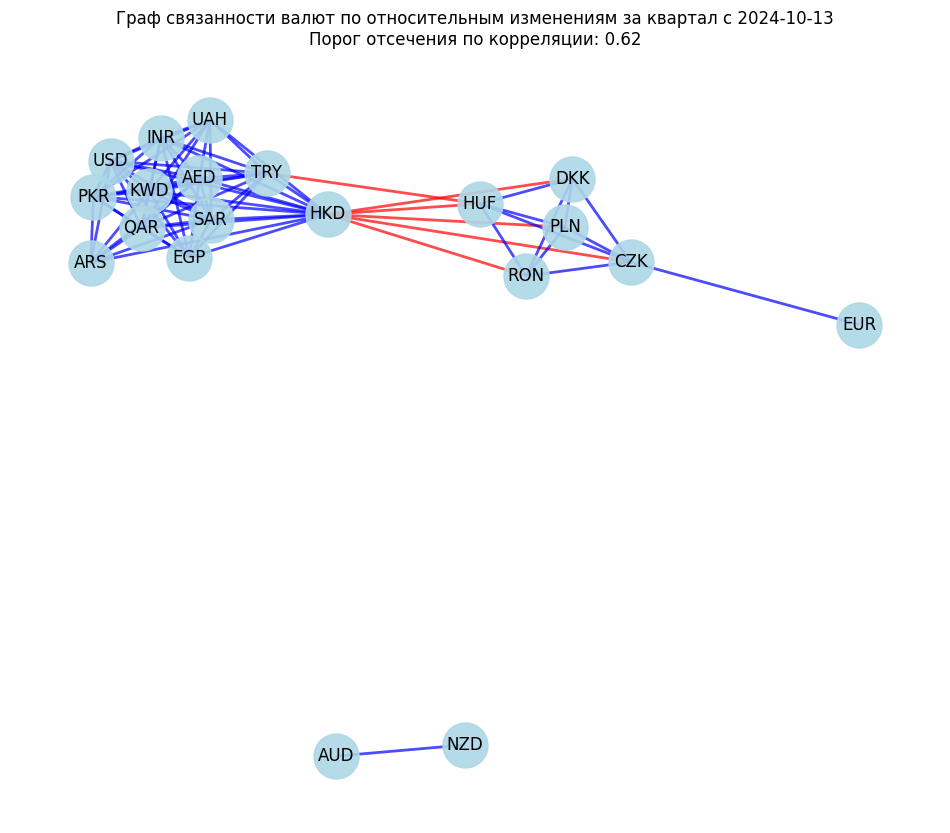 Граф связанности валют по относительным изменениям за квартал с 2024-10-13
Порог отсечения по корреляции: 0.62
UAH
INR
USD
TRY
AED
KWD
PKR
DKK
HUF
HKD
SAR
QAR
PLN
EGP
ARS
CZK
RON
EUR
NZD
AUD